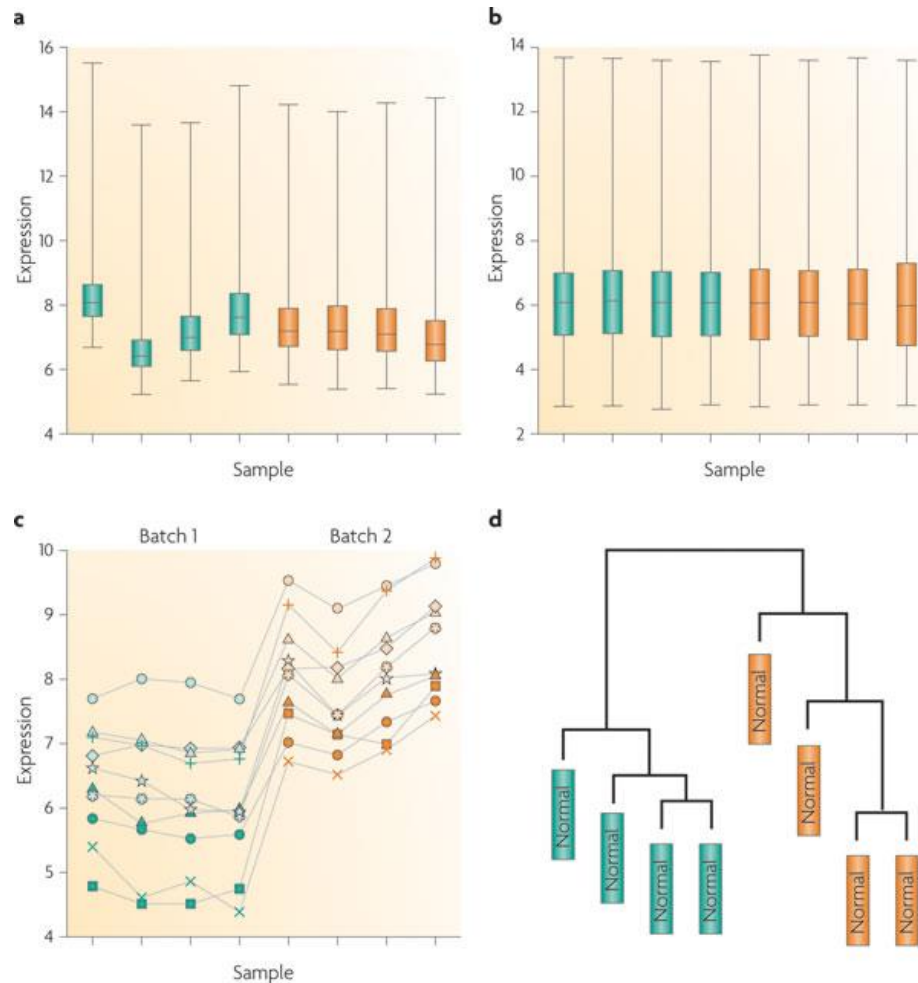 a
16
14
12
10
8
6
4
Expression
Sample
b
14
12
10
8
6
4
2
Expression
Sample
c
Batch 1
Batch 2
10
9
8
7
6
5
4
Expression
Sample
d
Normal
Normal
Normal
Normal
Normal
Normal
Normal
Normal